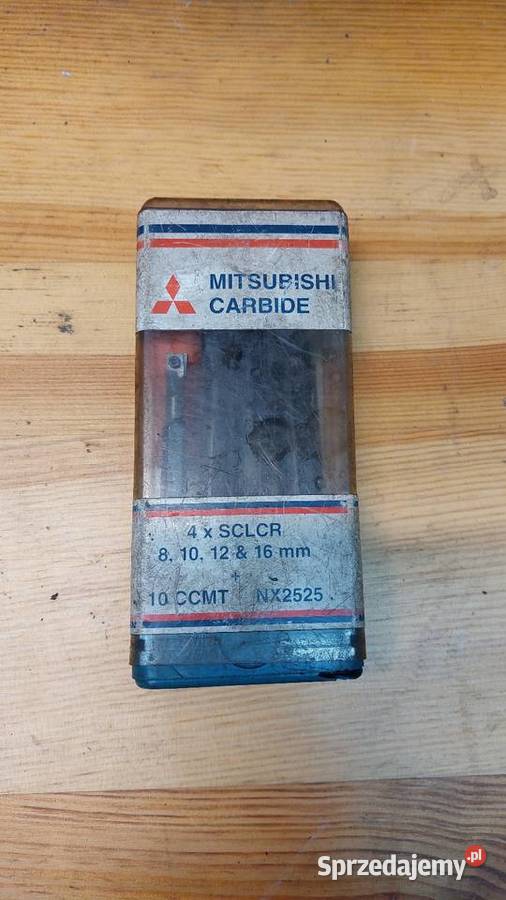 MITSUBISHI
CARBIDE
4 x SCLCR
8, 10, 12 & 16 mm
+
10 CCMT NX2525
Sprzedajemy.pl